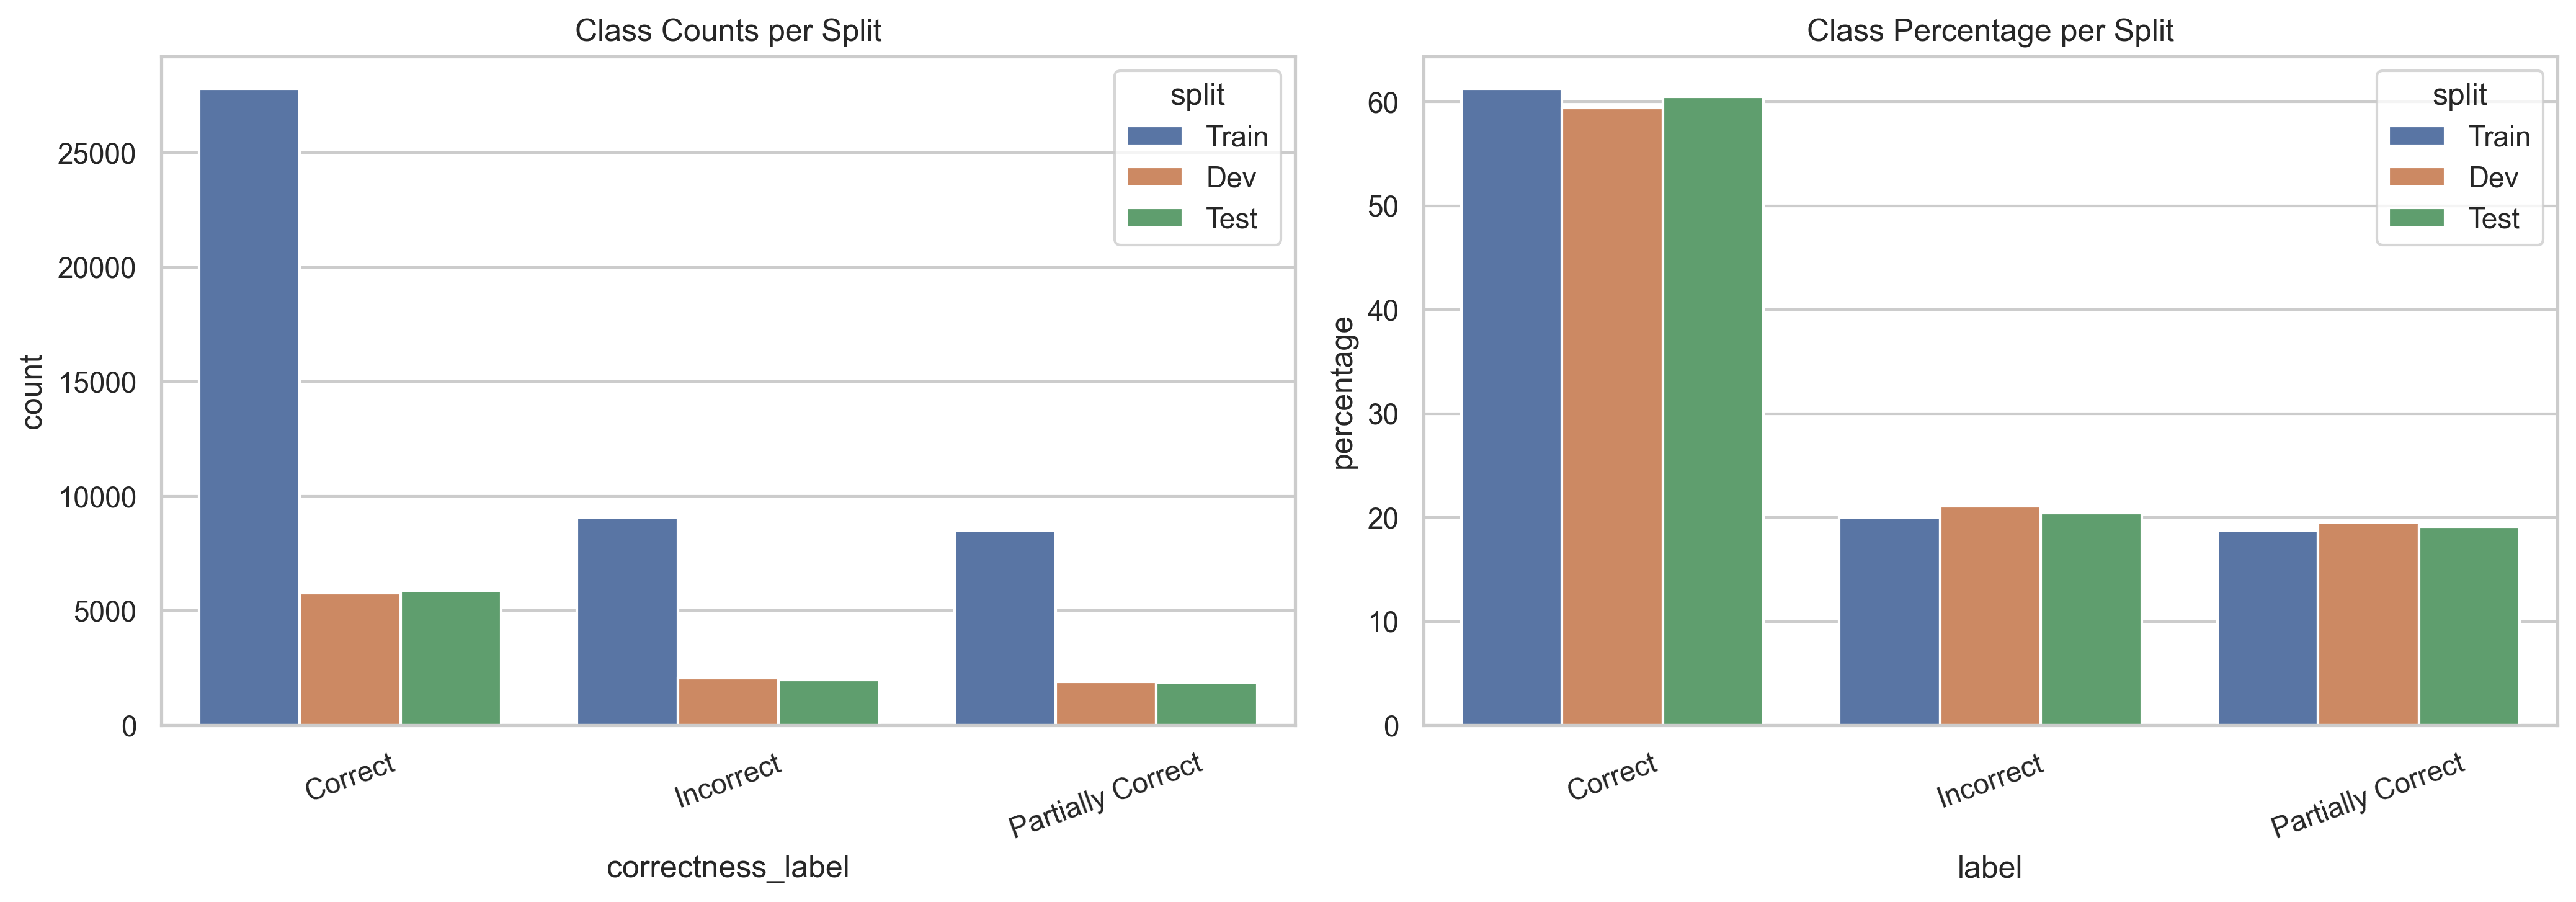 Class Counts per Split
count
25000
20000
15000
10000
5000
0
split
Train
Dev
Test
Correct
Incorrect
Partially Correct
correctness_label
Class Percentage per Split
percentage
60
50
40
30
20
10
0
split
Train
Dev
Test
Correct
Incorrect
Partially Correct
label